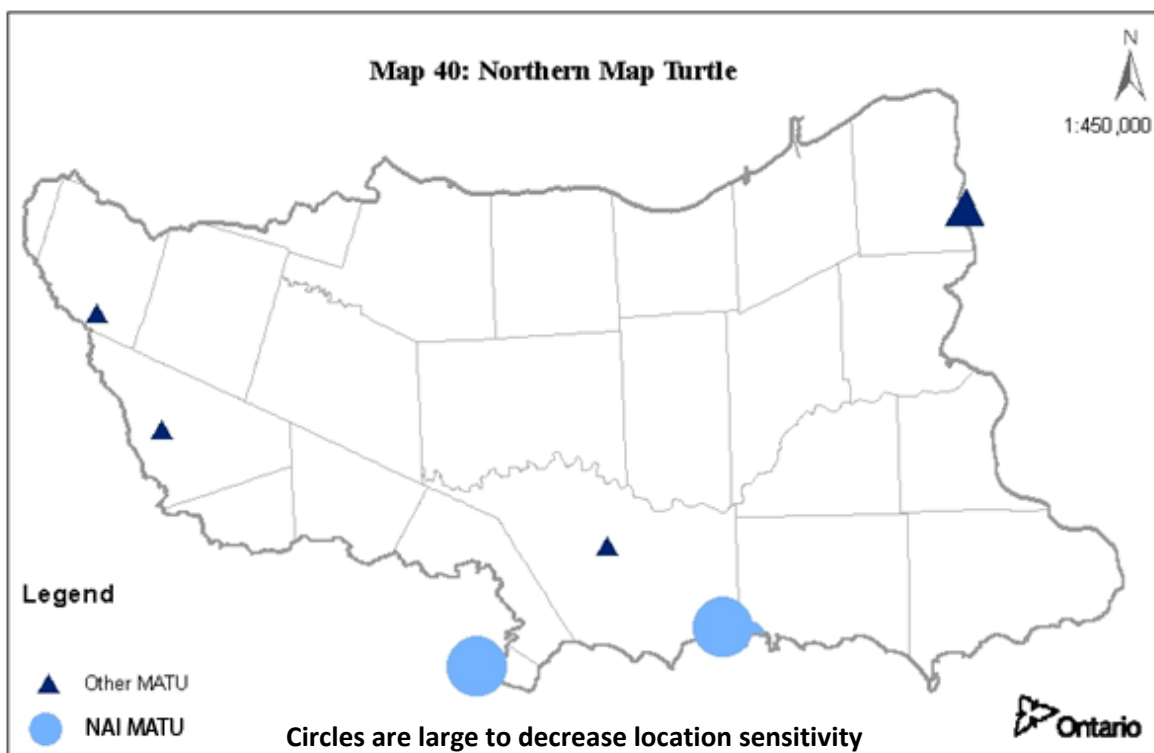 Map 40: Northern Map Turtle
N
1:450,000
Legend
Other MATU
NAI MATU
Circles are large to decrease location sensitivity
Ontario